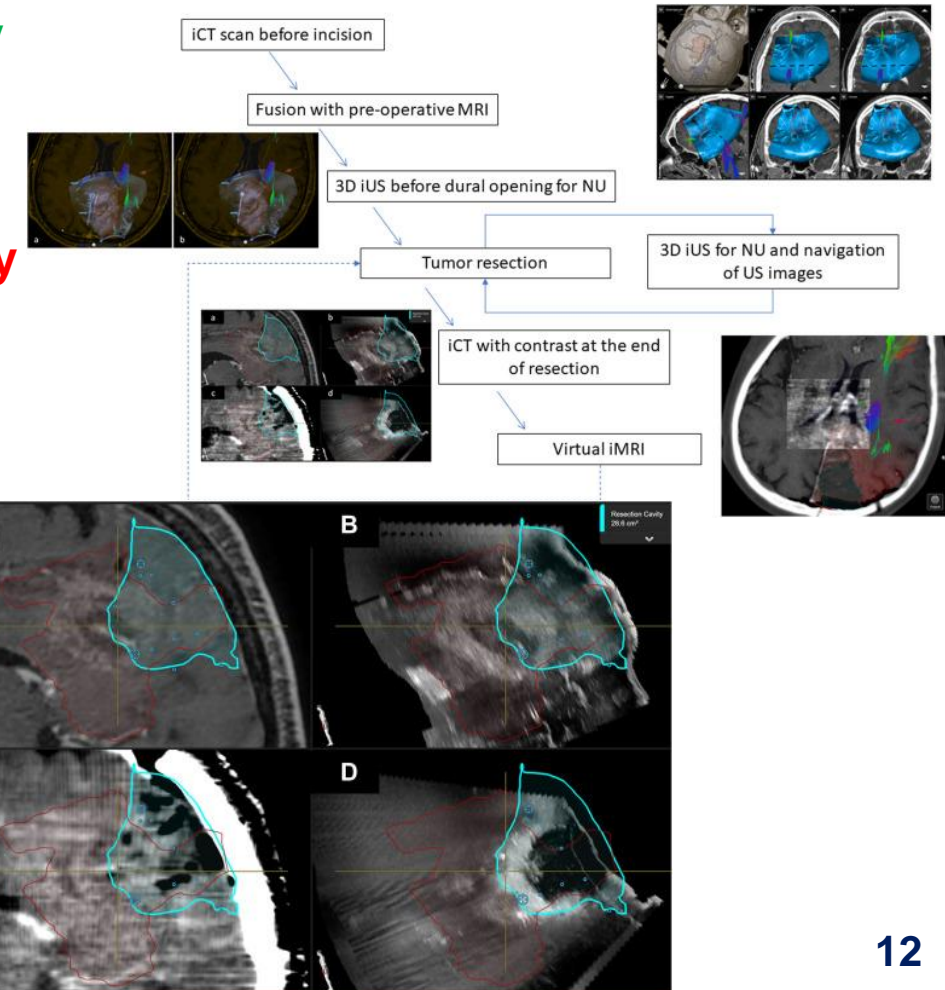 y
iCT scan before incision
Fusion with pre-operative MRI
3D iUS before dural opening for NU
a
b
y
Tumor resection
3D iUS for NU and navigation
of US images
a
b
c
d
iCT with contrast at the end
of resection
Virtual iMRI
Resection Cavity
B
D
12